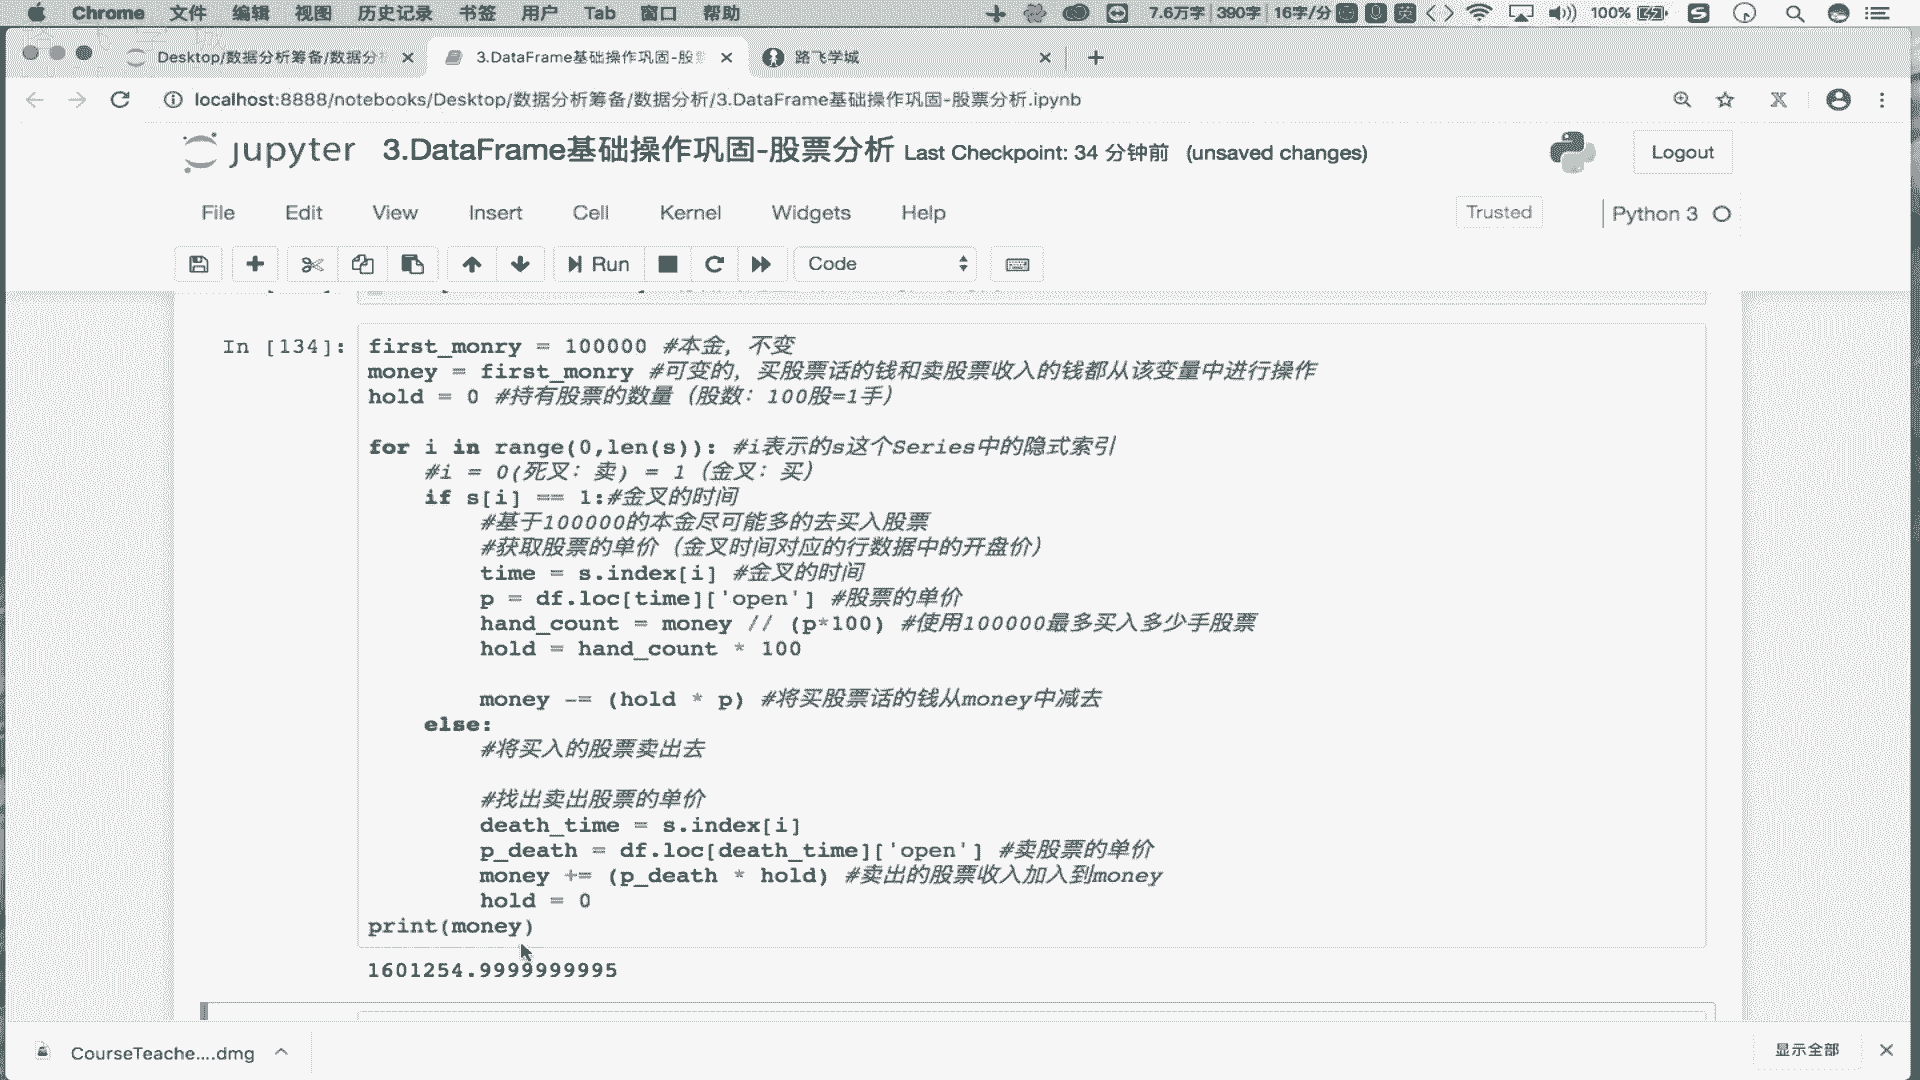 Chrome 文件 编辑 视图 历史记录 书签 用户 Tab 窗口 帮助 7.6万字 390字 16字/分 英 100%
Desktop/数据分析筹备/数据分析
3.DataFrame基础操作巩固-股票
路飞学城
localhost:8888/notebooks/Desktop/数据分析筹备/数据分析/3.DataFrame基础操作巩固-股票分析.ipynb
jupyter 3.DataFrame基础操作巩固-股票分析 Last Checkpoint: 34 分钟前 (unsaved changes)
Logout
File Edit View Insert Cell Kernel Widgets Help
Trusted
Python 3
Run
Code
In [134]:
first_monry = 100000 #本金，不变
money = first_monry #可变的，买股票话的钱和卖股票收入的钱都从该变量中进行操作
hold = 0 #持有股票的数量（股数：100股=1手）
for i in range(0,len(s)): #i表示的s这个Series中的隐式索引
#i = 0(死叉：卖) = 1（金叉：买）
if s[i] == 1:#金叉的时间
#基于100000的本金尽可能多的去买入股票
#获取股票的单价（金叉时间对应的行数据中的开盘价）
time = s.index[i] #金叉的时间
p = df.loc[time]['open'] #股票的单价
hand_count = money // (p*100) #使用100000最多买入多少手股票
hold = hand_count * 100
money -= (hold * p) #将买股票话的钱从money中减去
else:
#将买入的股票卖出去
#找出卖出股票的单价
death_time = s.index[i]
p_death = df.loc[death_time]['open'] #卖股票的单价
money += (p_death * hold) #卖出的股票收入加入到money
hold = 0
print(money)
1601254.9999999995
CourseTeache....dmg
显示全部